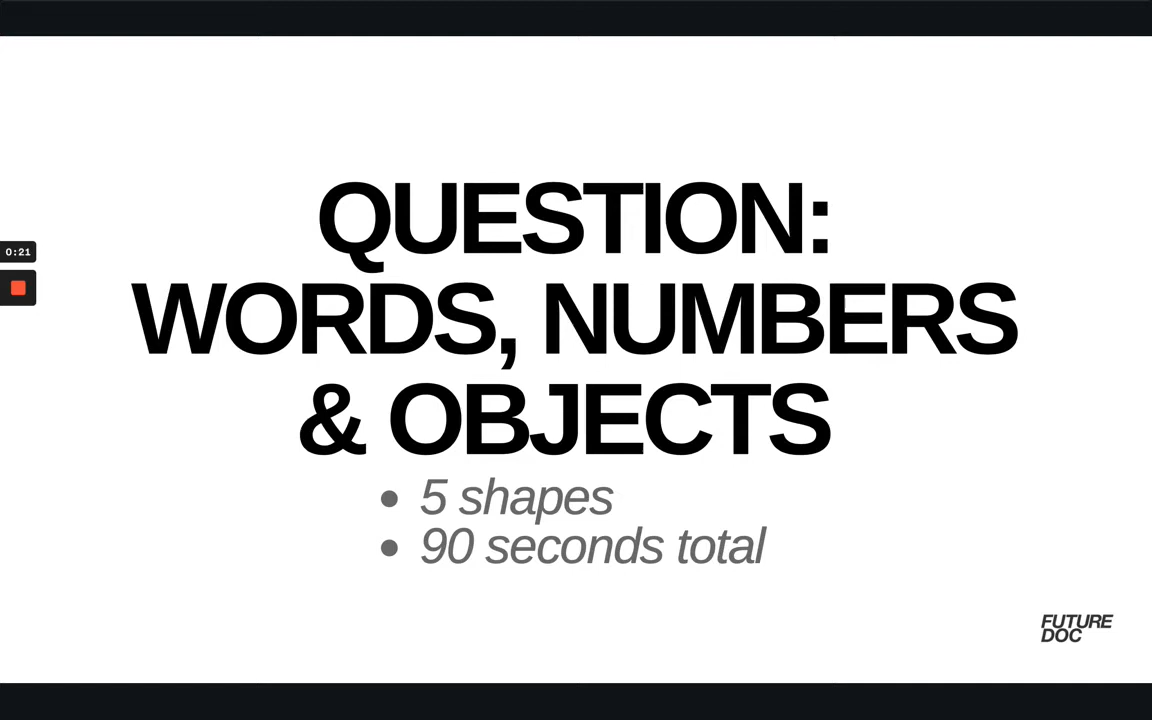 QUESTION:
WORDS, NUMBERS
& OBJECTS
• 5 shapes
• 90 seconds total
0:21
FUTURE
DOC